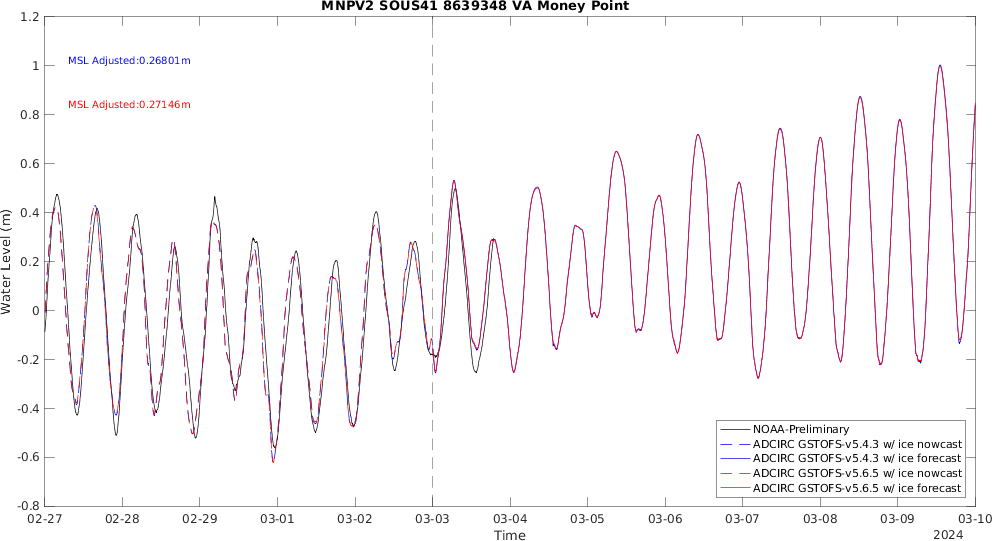 MNPV2 SOUS41 8639348 VA Money Point
MSL Adjusted:0.26801m
MSL Adjusted:0.27146m
Water Level (m)
1.2
1
0.8
0.6
0.4
0.2
0
-0.2
-0.4
-0.6
-0.8
NOAA-Preliminary
ADCIRC GSTOFS-v5.4.3 w/ ice nowcast
ADCIRC GSTOFS-v5.4.3 w/ ice forecast
ADCIRC GSTOFS-v5.6.5 w/ ice nowcast
ADCIRC GSTOFS-v5.6.5 w/ ice forecast
02-27 02-28 02-29 03-01 03-02 03-03 03-04 03-05 03-06 03-07 03-08 03-09 03-10
Time
2024